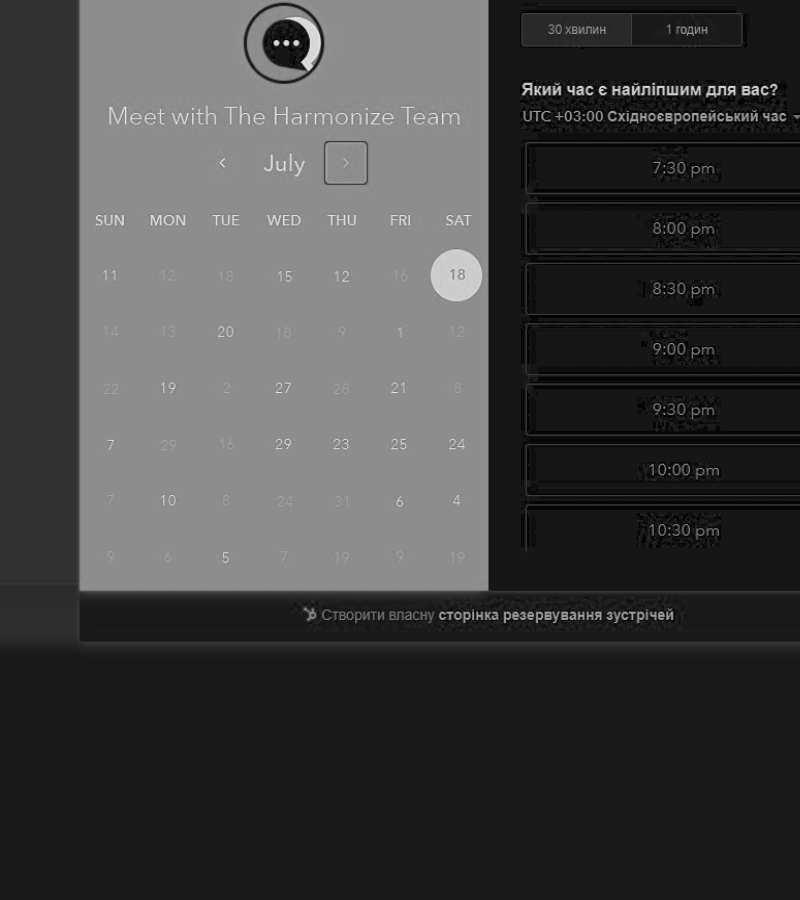 Meet with The Harmonize Team
July
SUN MON TUE WED THU FRI SAT
11 12 18 15 12 16 18
14 13 20 18 9 1 12
22 19 2 27 28 21 8
7 29 16 29 23 25 24
7 10 8 24 31 6 4
9 6 5 7 19 9 19
30 хвилин 1 годин
Який час є найліпшим для вас?
UTC +03:00 Східноєвропейський час
7:30 pm
8:00 pm
8:30 pm
9:00 pm
9:30 pm
10:00 pm
10:30 pm
Створити власну сторінка резервування зустрічей